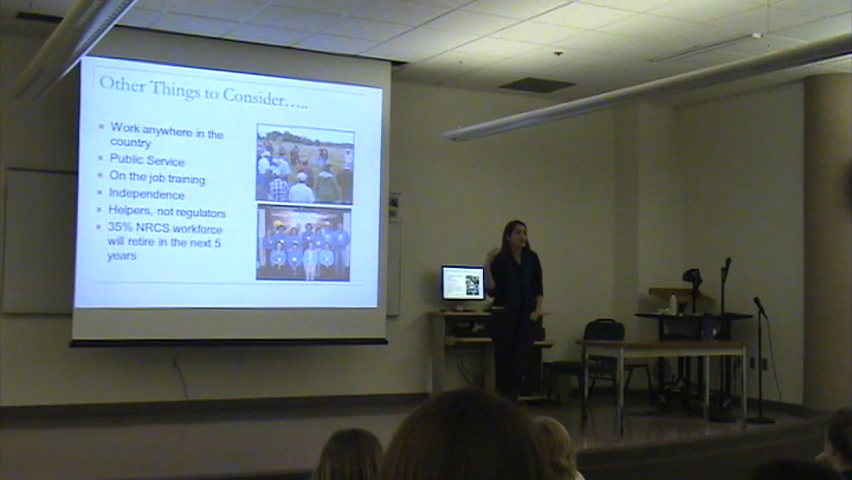 Other Things to Consider.....
Work anywhere in the
country
Public Service
On the job training
Independence
Helpers, not regulators
35% NRCS workforce
will retire in the next 5
years